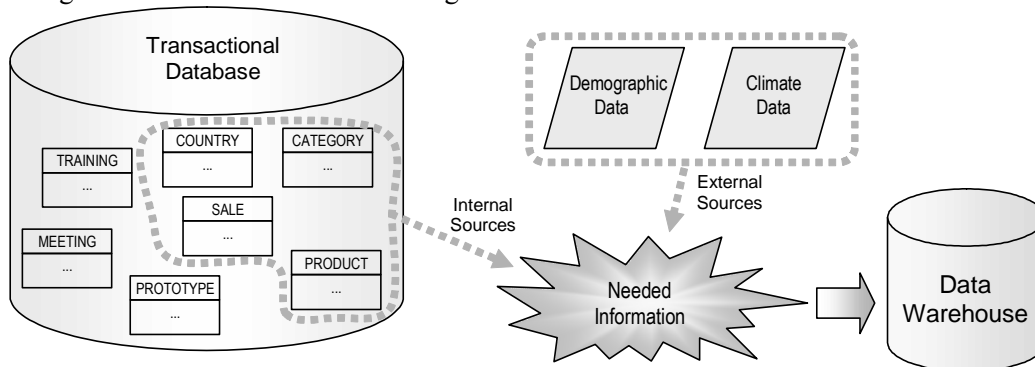 Transactional
Database
COUNTRY
...
CATEGORY
...
TRAINING
...
SALE
...
MEETING
...
PRODUCT
...
PROTOTYPE
...
Internal
Sources
Demographic
Data
Climate
Data
External
Sources
Needed
Information
Data
Warehouse